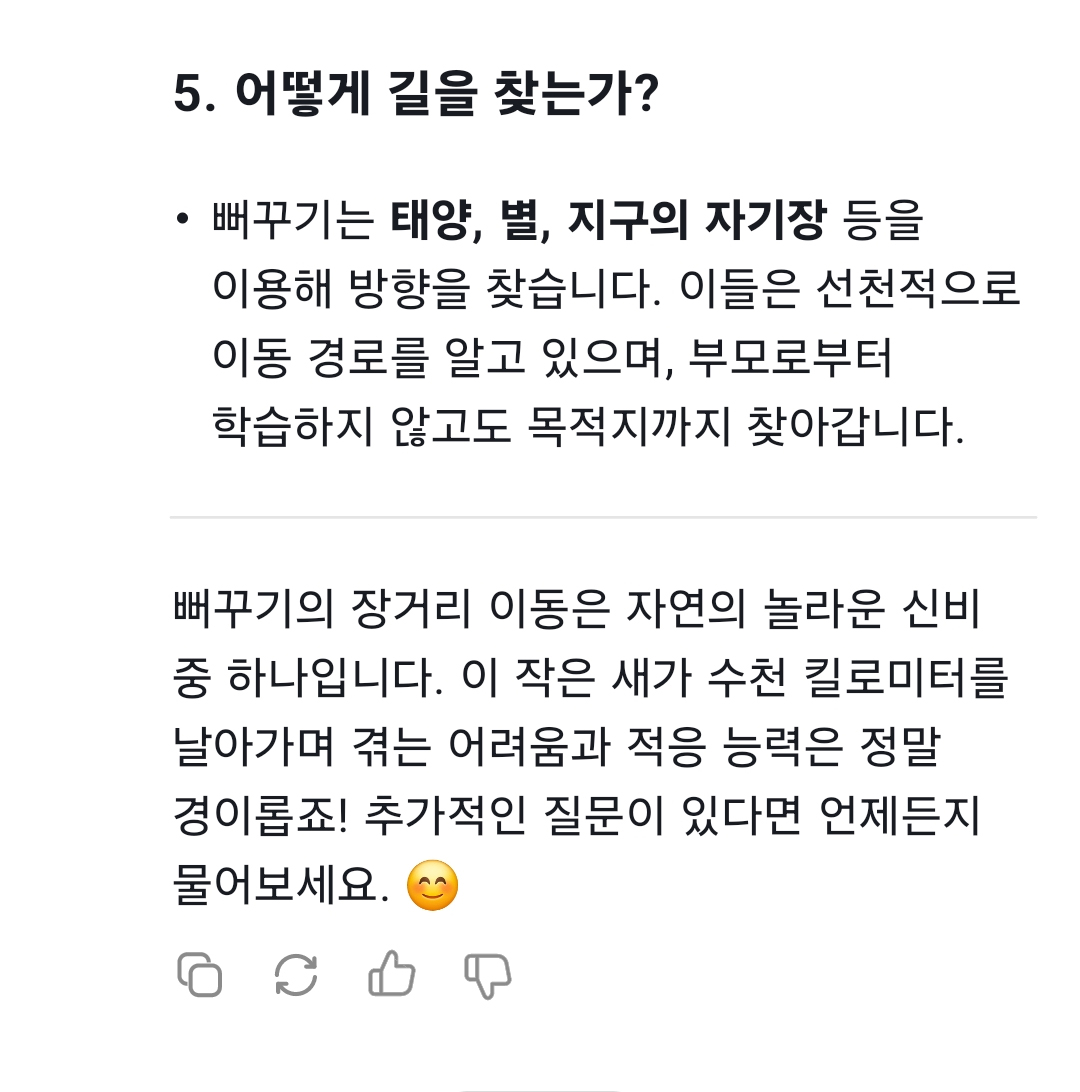 5. 어떻게 길을 찾는가?
• 뻐꾸기는 태양, 별, 지구의 자기장 등을
이용해 방향을 찾습니다. 이들은 선천적으로
이동 경로를 알고 있으며, 부모로부터
학습하지 않고도 목적지까지 찾아갑니다.
뻐꾸기의 장거리 이동은 자연의 놀라운 신비
중 하나입니다. 이 작은 새가 수천 킬로미터를
날아가며 겪는 어려움과 적응 능력은 정말
경이롭죠! 추가적인 질문이 있다면 언제든지
물어보세요. 😊